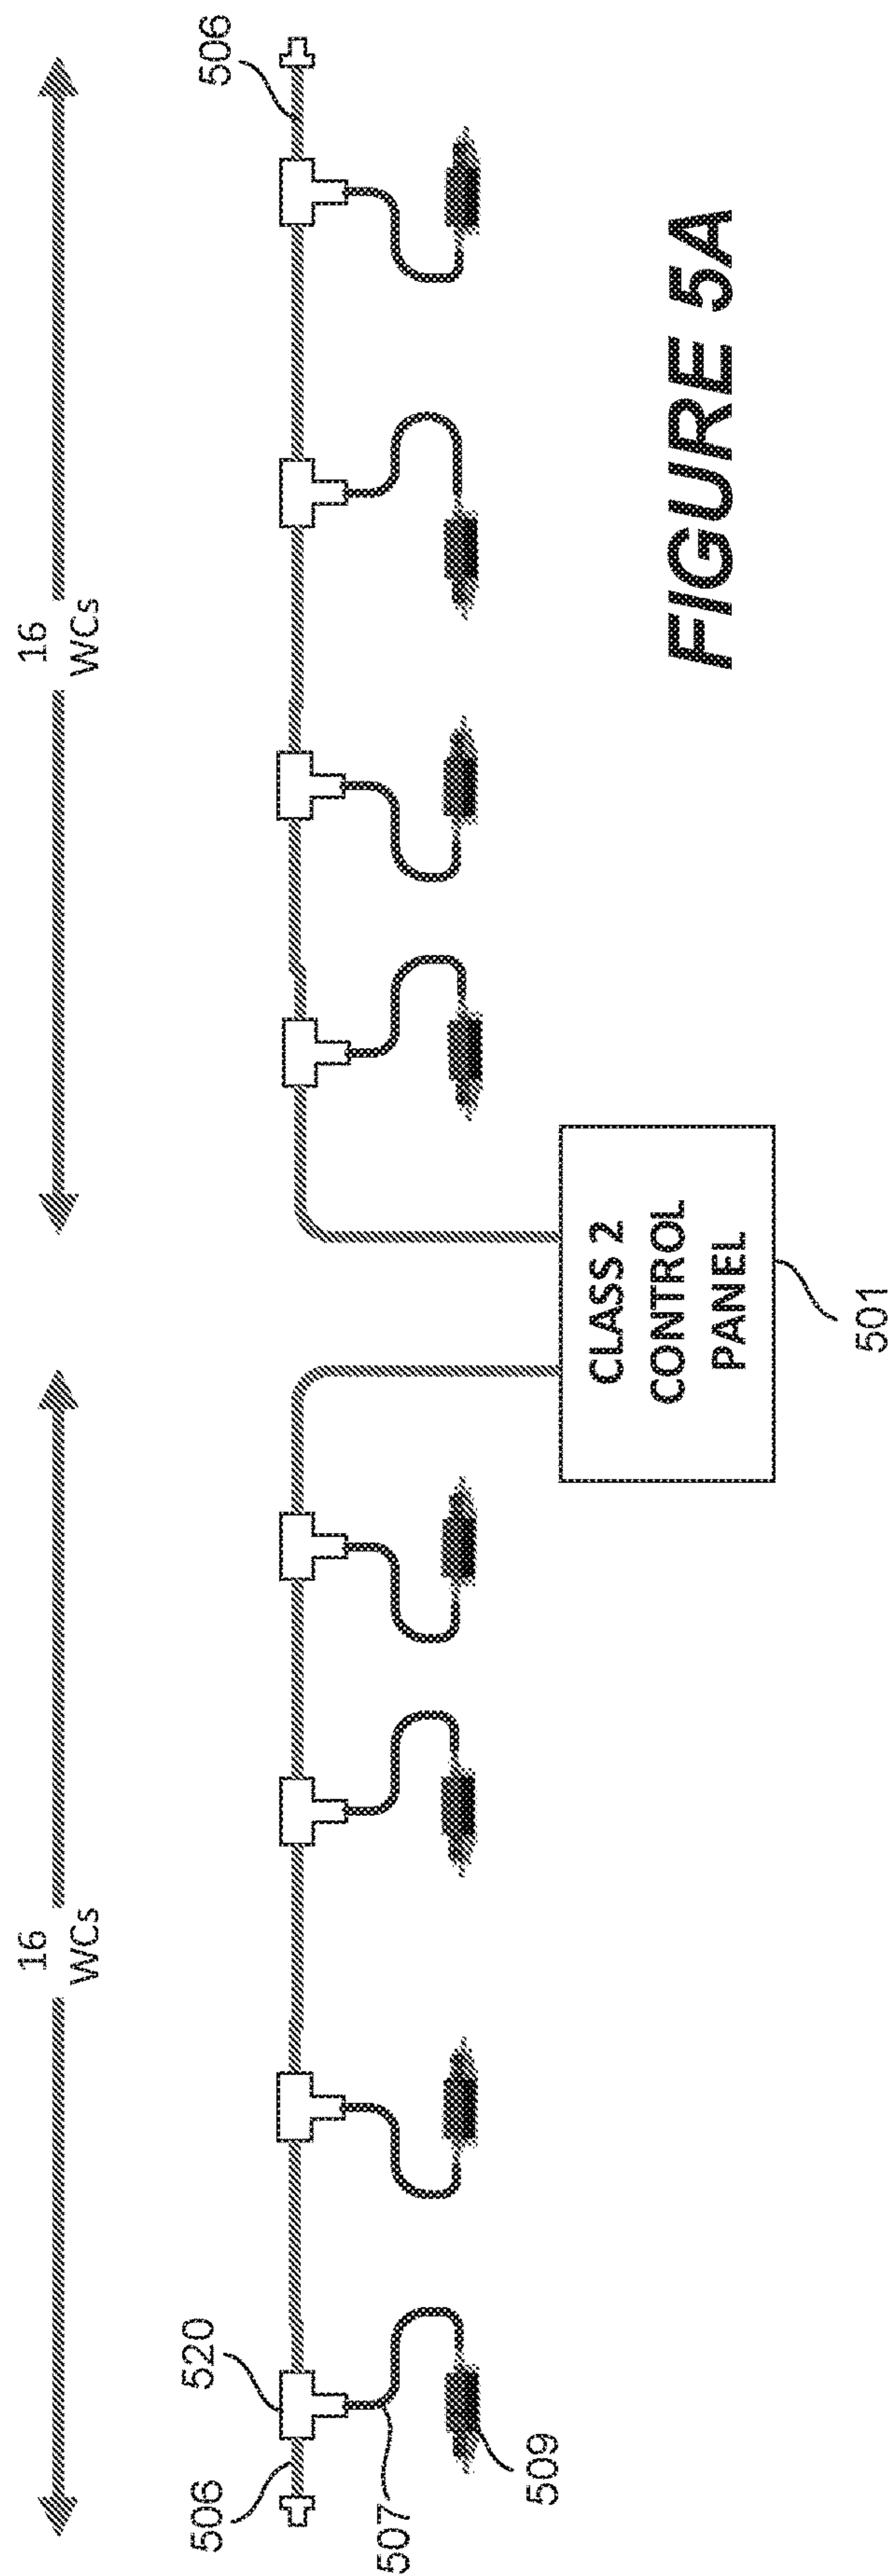 16
WCs
16
WCs
506
520
506
507
509
CLASS 2
CONTROL
PANEL
501
FIGURE 5A